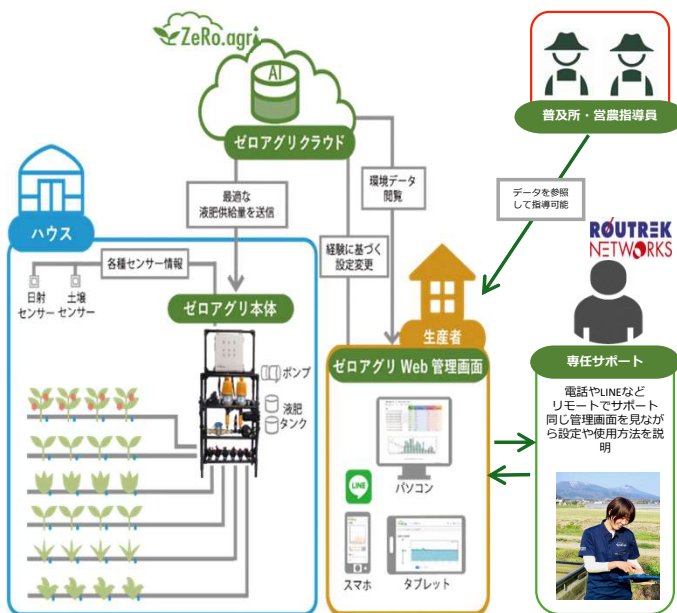 ZeRo.agri
AI
ゼロアグリクラウド
普及所・営農指導員
最適な
液肥供給量を送信
環境データ
閲覧
データを参照
して指導可能
ROUTREK
NETWORKS
ハウス
各種センサー情報
経験に基づく
設定変更
日射
センサー
土壌
センサー
ゼロアグリ本体
生産者
ゼロアグリ Web 管理画面
専任サポート
ポンプ
液肥
タンク
電話やLINEなど
リモートでサポート
同じ管理画面を見なが
ら設定や使用方法を説
明
パソコン
LINE
スマホ
タブレット